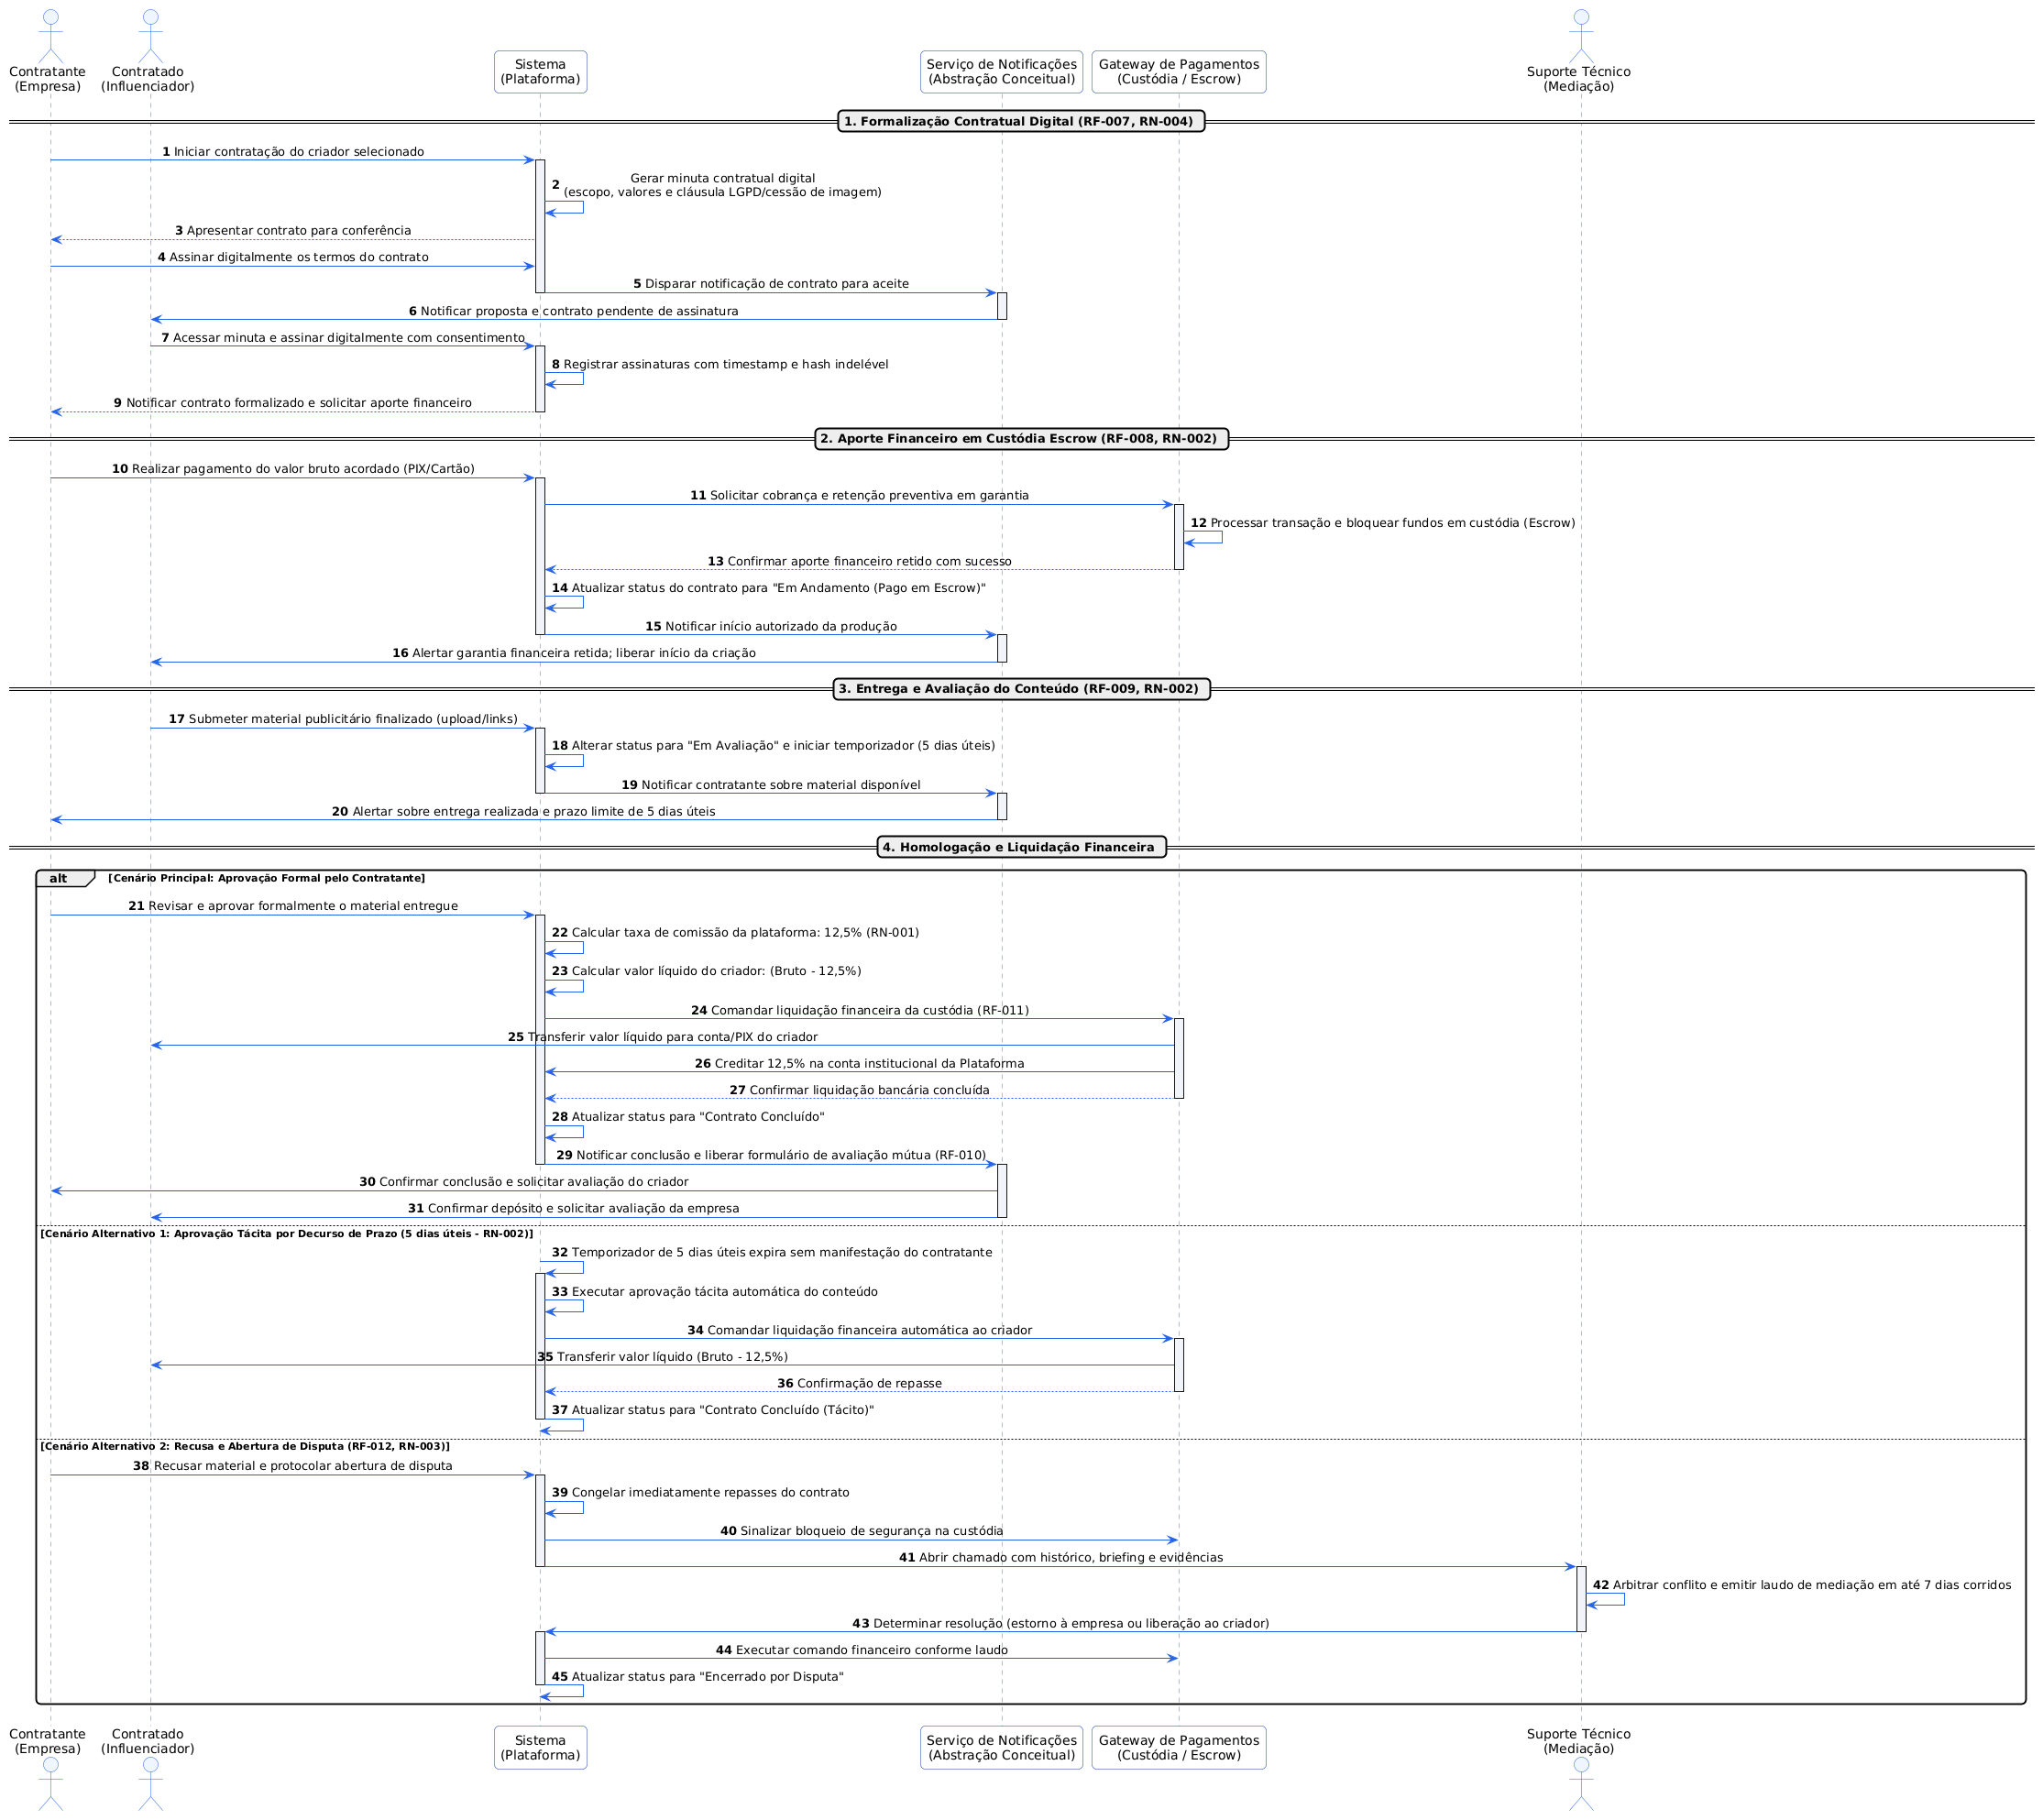 Contratante
(Empresa)
Contratado
(Influenciador)
Sistema
(Plataforma)
Serviço de Notificações
(Abstração Conceitual)
Gateway de Pagamentos
(Custódia / Escrow)
Suporte Técnico
(Mediação)
1. Formalização Contratual Digital (RF-007, RN-004)
1 Iniciar contratação do criador selecionado
2 Gerar minuta contratual digital
(escopo, valores e cláusula LGPD/cessão de imagem)
3 Apresentar contrato para conferência
4 Assinar digitalmente os termos do contrato
5 Disparar notificação de contrato para aceite
6 Notificar proposta e contrato pendente de assinatura
7 Acessar minuta e assinar digitalmente com consentimento
8 Registrar assinaturas com timestamp e hash indelével
9 Notificar contrato formalizado e solicitar aporte financeiro
2. Aporte Financeiro em Custódia Escrow (RF-008, RN-002)
10 Realizar pagamento do valor bruto acordado (PIX/Cartão)
11 Solicitar cobrança e retenção preventiva em garantia
12 Processar transação e bloquear fundos em custódia (Escrow)
13 Confirmar aporte financeiro retido com sucesso
14 Atualizar status do contrato para "Em Andamento (Pago em Escrow)"
15 Notificar início autorizado da produção
16 Alertar garantia financeira retida; liberar início da criação
3. Entrega e Avaliação do Conteúdo (RF-009, RN-002)
17 Submeter material publicitário finalizado (upload/links)
18 Alterar status para "Em Avaliação" e iniciar temporizador (5 dias úteis)
19 Notificar contratante sobre material disponível
20 Alertar sobre entrega realizada e prazo limite de 5 dias úteis
4. Homologação e Liquidação Financeira
alt [Cenário Principal: Aprovação Formal pelo Contratante]
21 Revisar e aprovar formalmente o material entregue
22 Calcular taxa de comissão da plataforma: 12,5% (RN-001)
23 Calcular valor líquido do criador: (Bruto - 12,5%)
24 Comandar liquidação financeira da custódia (RF-011)
25 Transferir valor líquido para conta/PIX do criador
26 Creditar 12,5% na conta institucional da Plataforma
27 Confirmar liquidação bancária concluída
28 Atualizar status para "Contrato Concluído"
29 Notificar conclusão e liberar formulário de avaliação mútua (RF-010)
30 Confirmar conclusão e solicitar avaliação do criador
31 Confirmar depósito e solicitar avaliação da empresa
[Cenário Alternativo 1: Aprovação Tácita por Decurso de Prazo (5 dias úteis - RN-002)]
32 Temporizador de 5 dias úteis expira sem manifestação do contratante
33 Executar aprovação tácita automática do conteúdo
34 Comandar liquidação financeira automática ao criador
35 Transferir valor líquido (Bruto - 12,5%)
36 Confirmação de repasse
37 Atualizar status para "Contrato Concluído (Tácito)"
[Cenário Alternativo 2: Recusa e Abertura de Disputa (RF-012, RN-003)]
38 Recusar material e protocolar abertura de disputa
39 Congelar imediatamente repasses do contrato
40 Sinalizar bloqueio de segurança na custódia
41 Abrir chamado com histórico, briefing e evidências
42 Arbitrar conflito e emitir laudo de mediação em até 7 dias corridos
43 Determinar resolução (estorno à empresa ou liberação ao criador)
44 Executar comando financeiro conforme laudo
45 Atualizar status para "Encerrado por Disputa"
Contratante
(Empresa)
Contratado
(Influenciador)
Sistema
(Plataforma)
Serviço de Notificações
(Abstração Conceitual)
Gateway de Pagamentos
(Custódia / Escrow)
Suporte Técnico
(Mediação)